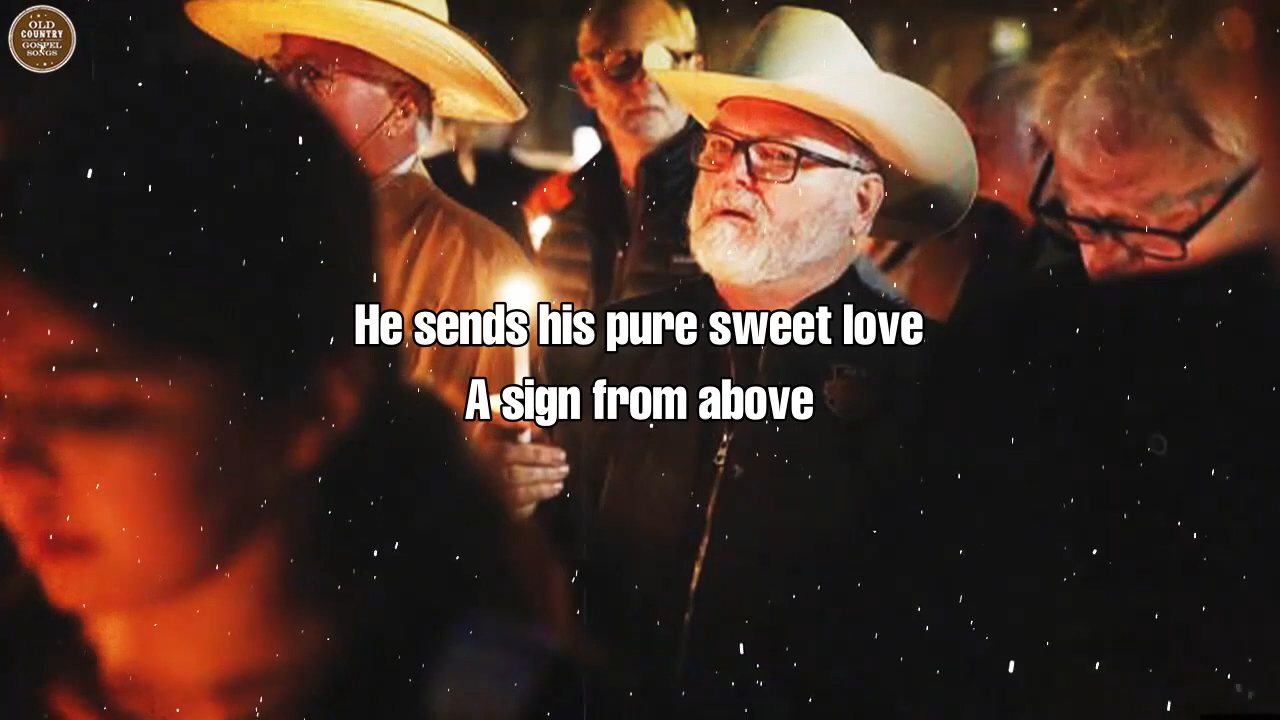 OLD
COUNTRY
GOSPEL
SONGS
He sends his pure sweet love
A sign from above